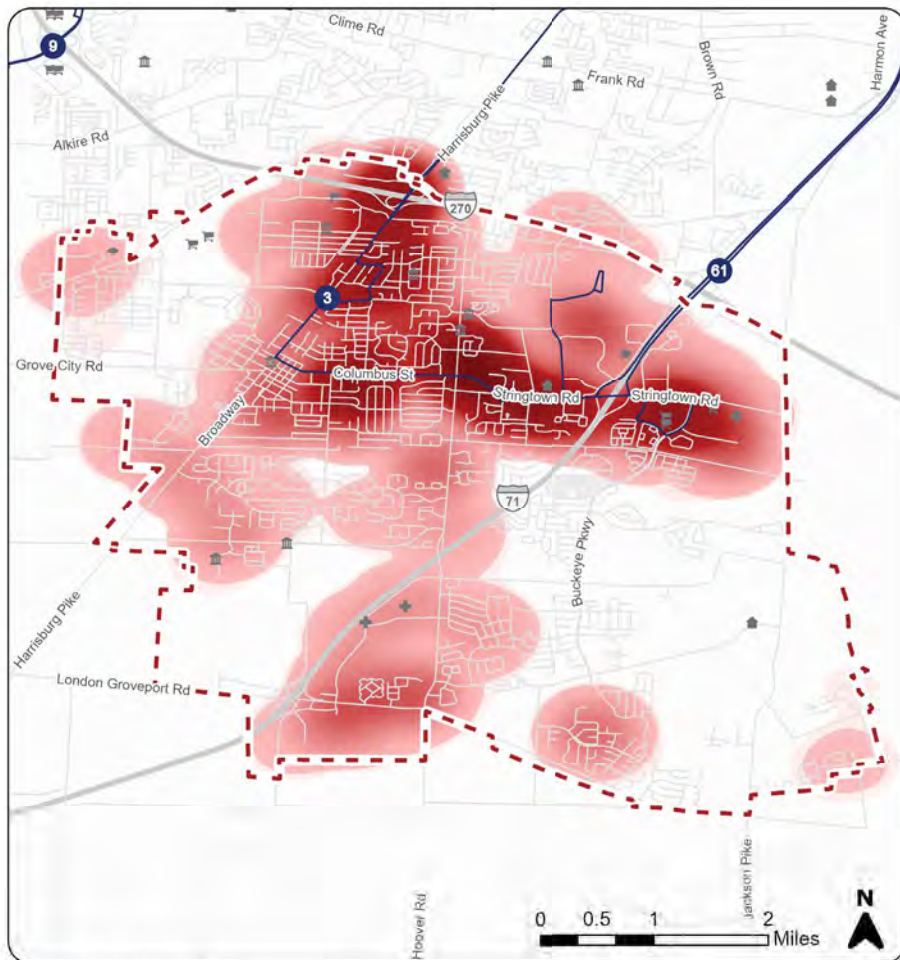 Clime Rd
Harmon Ave
9
Brown Rd
Frank Rd
Harrisburg Pike
Alkire Rd
270
61
3
Grove City Rd
Columbus St
Stringtown Rd
Stringtown Rd
Broadway
71
Buckeye Pkwy
Harrisburg Pike
London Groveport Rd
Jackson Pike
Hoover Rd
N
0 0.5 1 2
Miles